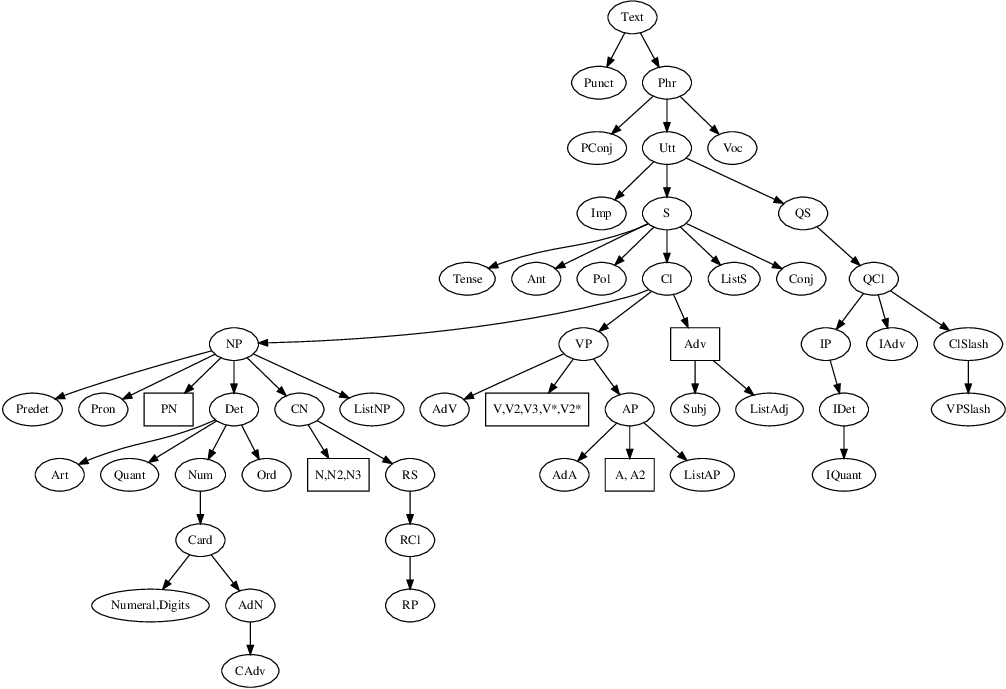 Text
Punct Phr
PConj Utt Voc
Imp S QS
Tense Ant Pol Cl ListS Conj QCl
NP VP Adv IP IAdv ClSlash
Predet Pron PN Det CN ListNP AdV V,V2,V3,V*,V2* AP Subj ListAdj IDet VPSlash
Art Quant Num Ord N,N2,N3 RS AdA A, A2 ListAP IQuant
Card RCl
Numeral,Digits AdN RP
CAdv